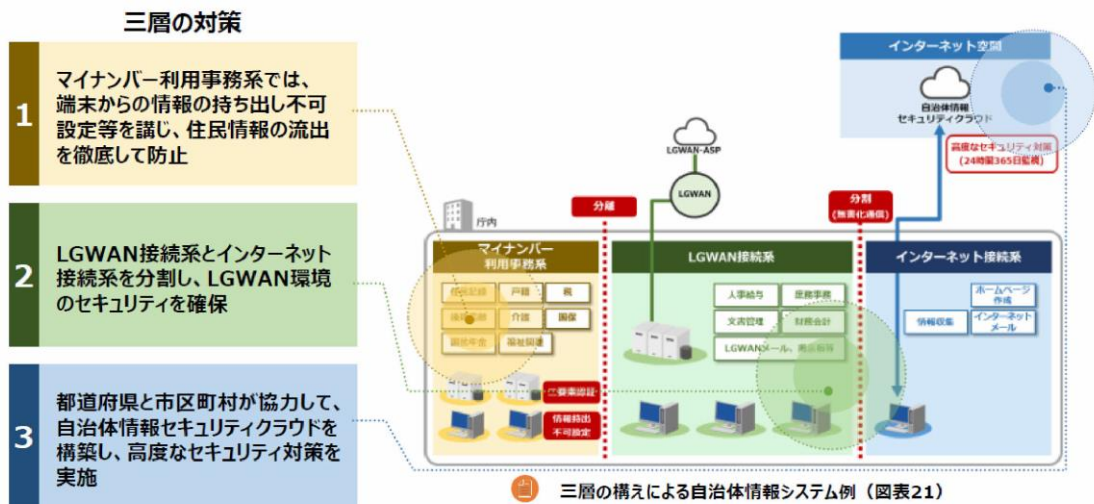 三層の対策
1
マイナンバー利用事務系では、
端末からの情報の持ち出し不可
設定等を講じ、住民情報の流出
を徹底して防止
2
LGWAN接続系とインターネット
接続系を分割し、LGWAN環境
のセキュリティを確保
3
都道府県と市区町村が協力して、
自治体情報セキュリティクラウドを
構築し、高度なセキュリティ対策を
実施
インターネット空間
自治体情報
セキュリティクラウド
高度なセキュリティ対策
(24時間365日監視)
LGWAN-ASP
LGWAN
分離
分割
(無害化通信)
庁内
マイナンバー
利用事務系
戸籍
税
介護
国保
国民年金
福祉関連
二要素認証
情報持出
不可設定
LGWAN接続系
人事給与
庶務事務
文書管理
財務会計
LGWANメール、
インターネット接続系
ホームページ
作成
情報収集
インターネット
メール
三層の構えによる自治体情報システム例（図表21）